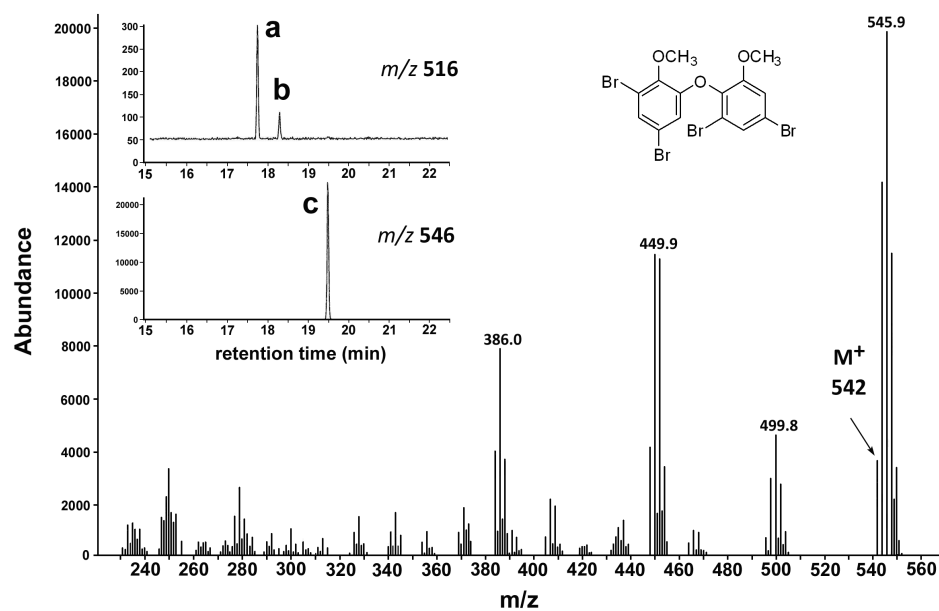 300
250
200
150
100
50
0
a
b
m/z 516
15 16 17 18 19 20 21 22
20000
15000
10000
5000
0
c
m/z 546
15 16 17 18 19 20 21 22
retention time (min)
OCH3
OCH3
Br
O
Br
Br
Br
545.9
449.9
386.0
499.8
M+
542
Abundance
20000
18000
16000
14000
12000
10000
8000
6000
4000
2000
0
240 260 280 300 320 340 360 380 400 420 440 460 480 500 520 540 560
m/z